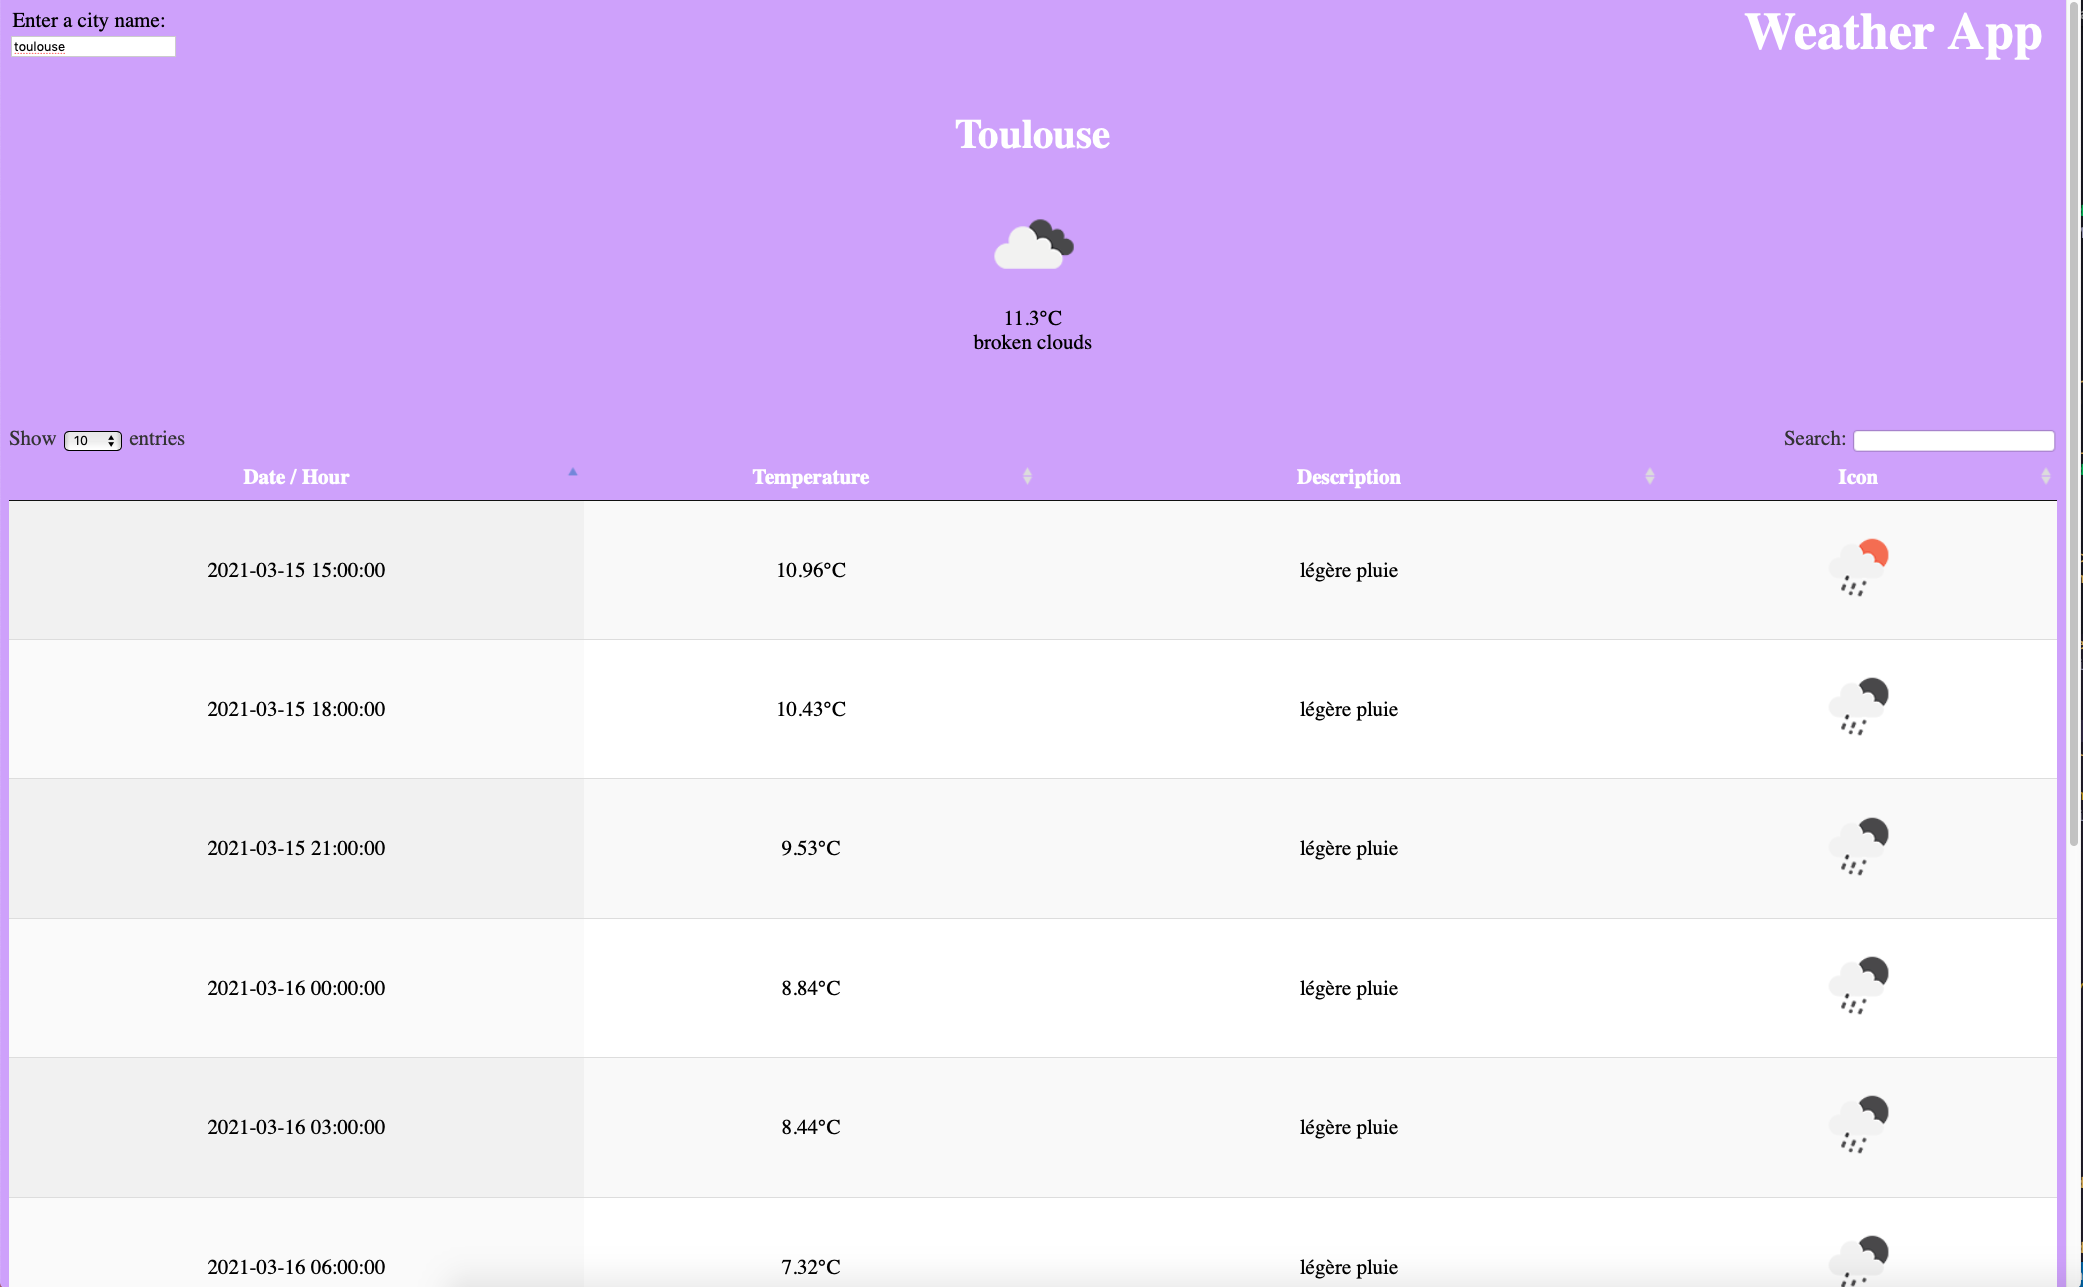 Enter a city name:
Weather App
toulouse
Toulouse
11.3°C
broken clouds
Show 10 entries
Search:
Date / Hour Temperature Description Icon
2021-03-15 15:00:00 10.96°C légère pluie
2021-03-15 18:00:00 10.43°C légère pluie
2021-03-15 21:00:00 9.53°C légère pluie
2021-03-16 00:00:00 8.84°C légère pluie
2021-03-16 03:00:00 8.44°C légère pluie
2021-03-16 06:00:00 7.32°C légère pluie